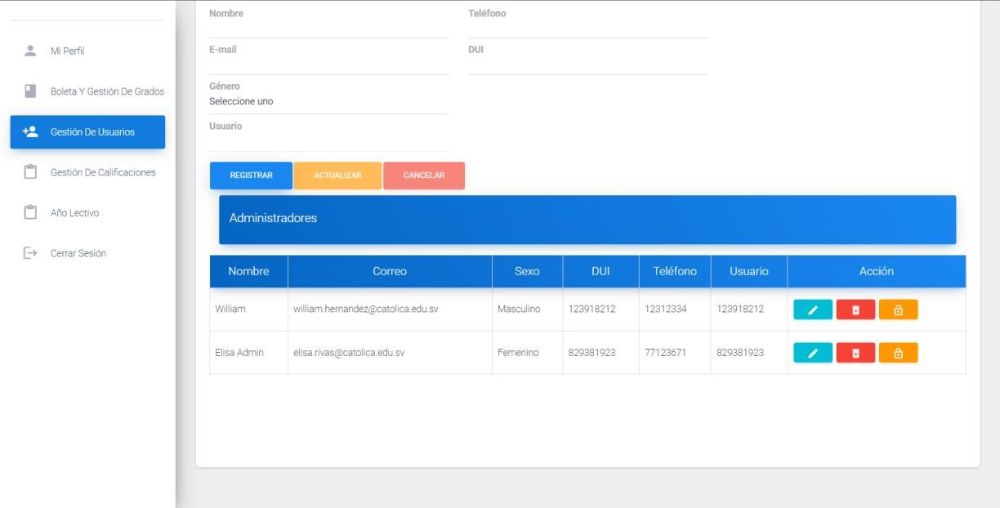 Mi Perfil
Boleta Y Gestión De Grados
Gestión De Usuarios
Gestión De Calificaciones
Año Lectivo
Cerrar Sesión
Nombre Teléfono
E-mail DUI
Género
Seleccione uno
Usuario
REGISTRAR ACTUALIZAR CANCELAR
Administradores
Nombre Correo Sexo DUI Teléfono Usuario Acción
William william.hernandez@catolica.edu.sv Masculino 123918212 12312334 123918212
Elisa Admin elisa.rivas@catolica.edu.sv Femenino 829381923 77123671 829381923